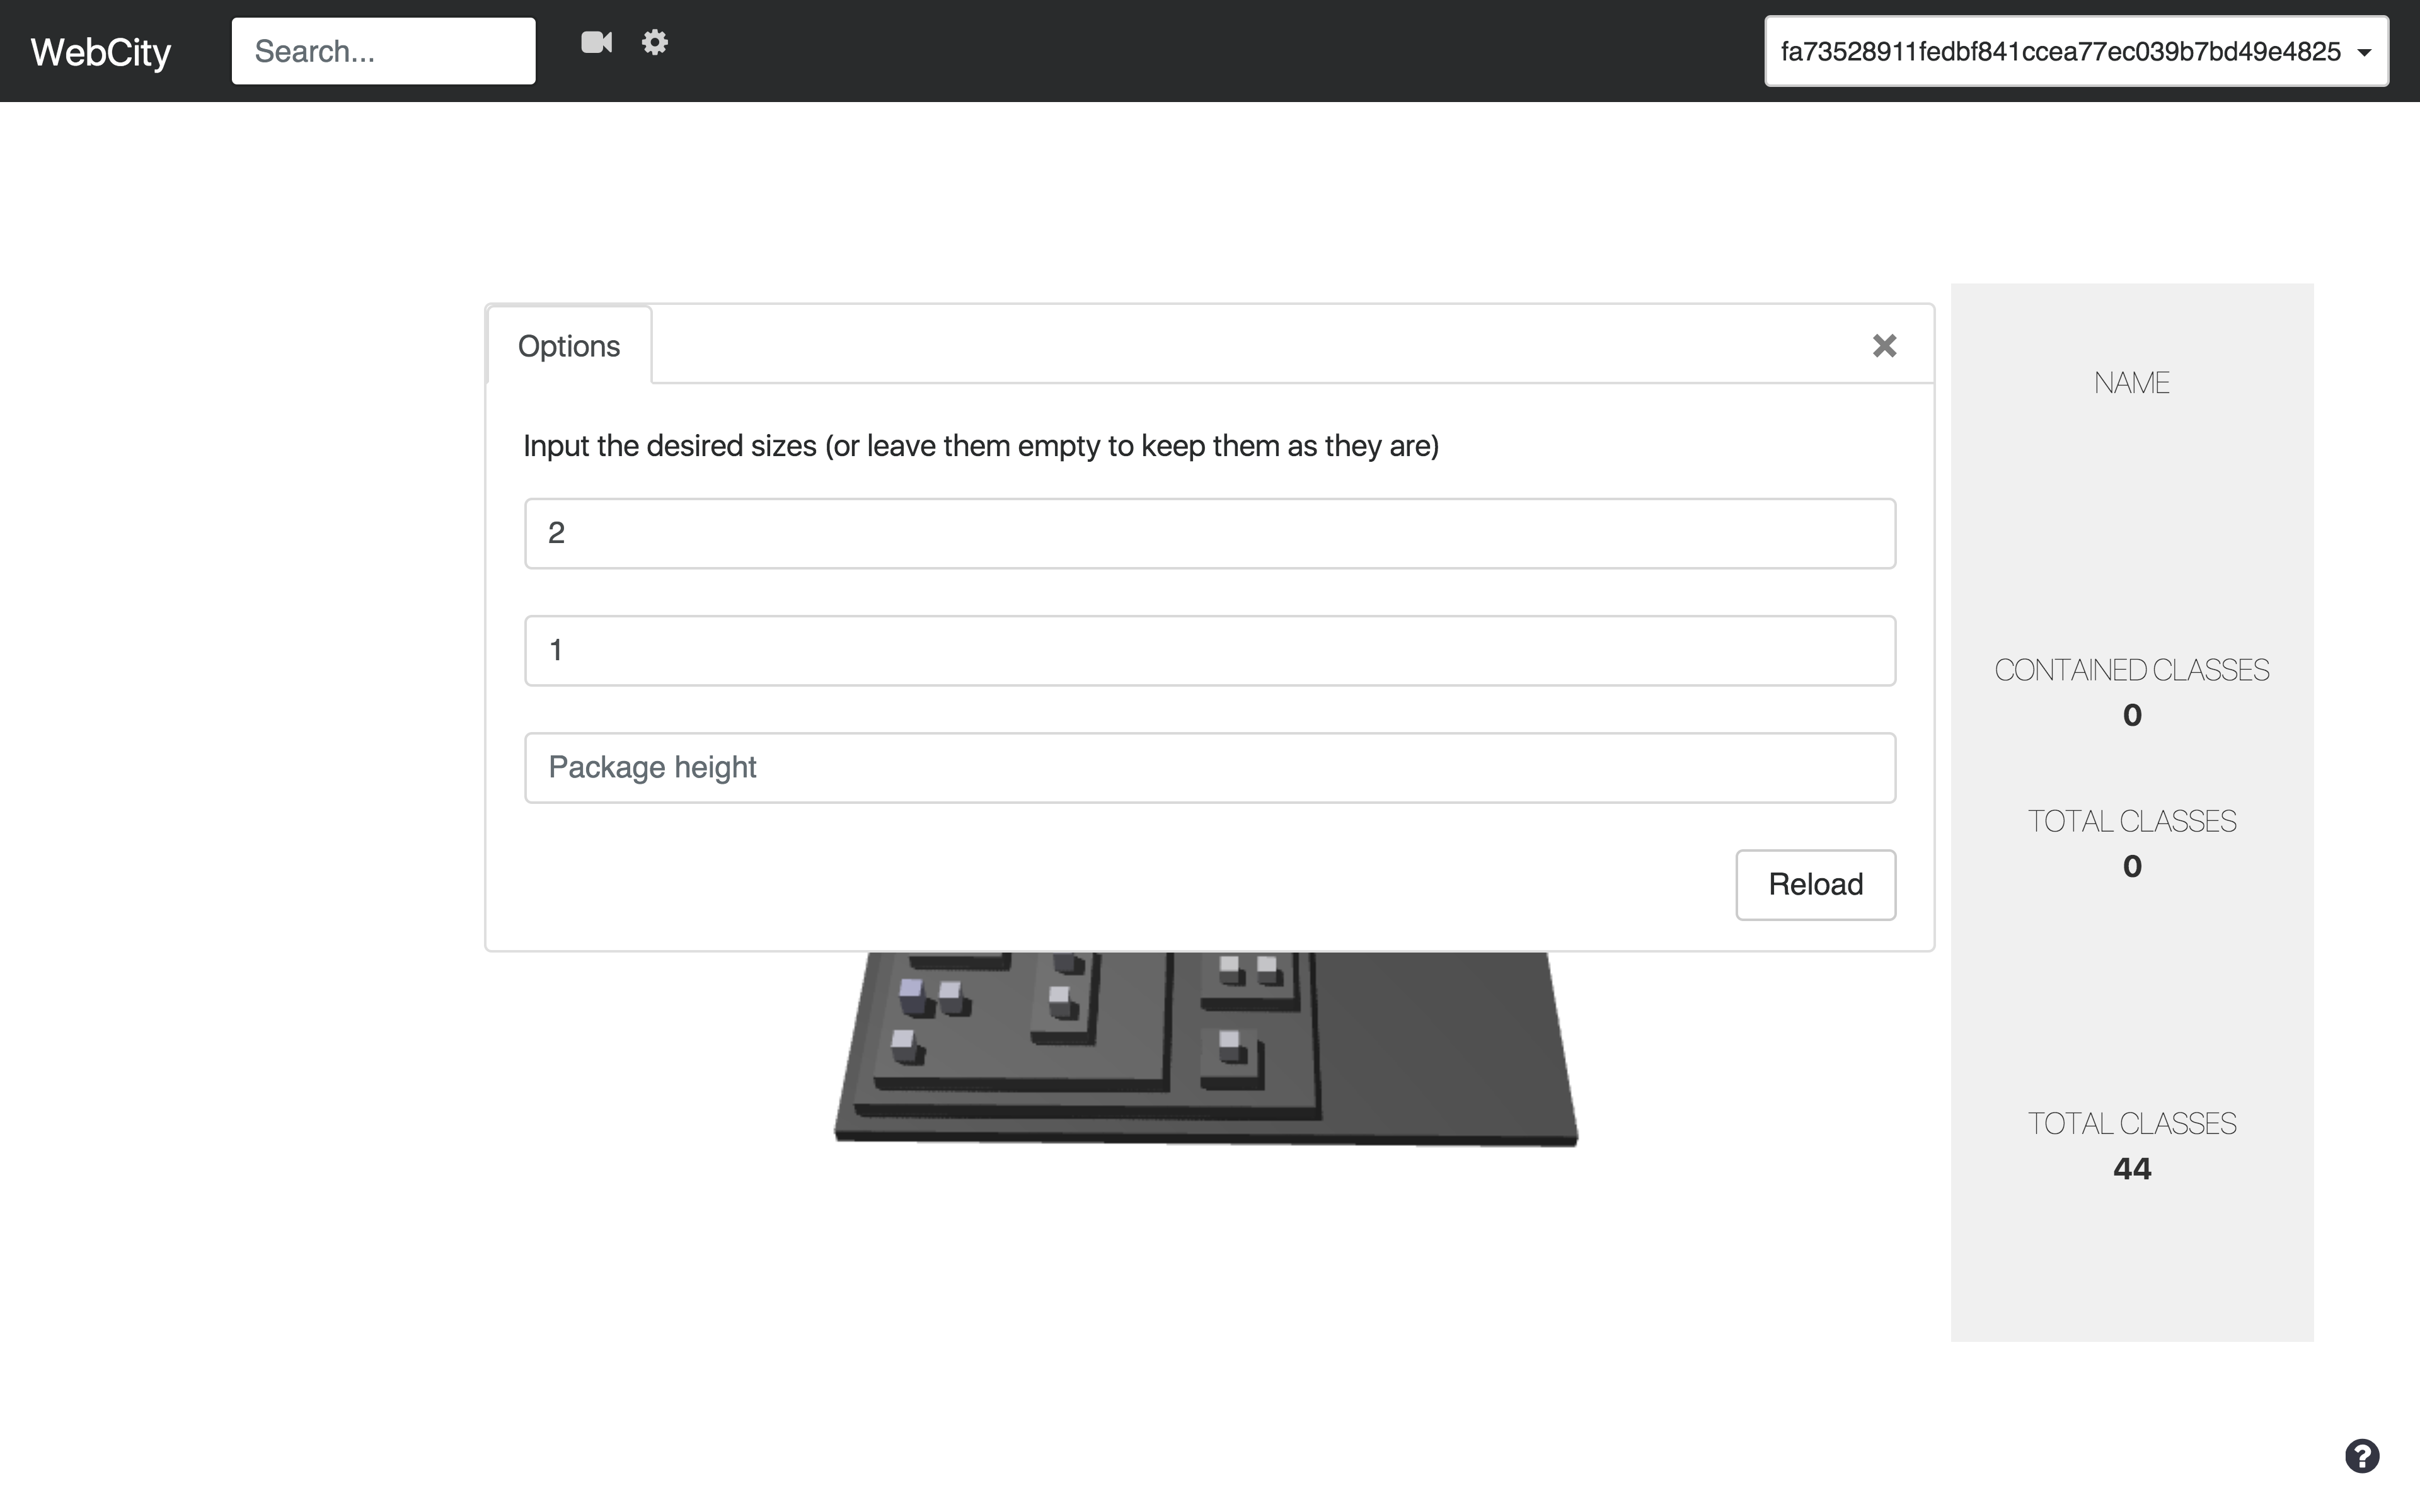 WebCity
Search...
fa73528911fedbf841ccea77ec039b7bd49e4825
Options
Input the desired sizes (or leave them empty to keep them as they are)
2
1
Package height
Reload
NAME
CONTAINED CLASSES
0
TOTAL CLASSES
0
TOTAL CLASSES
44